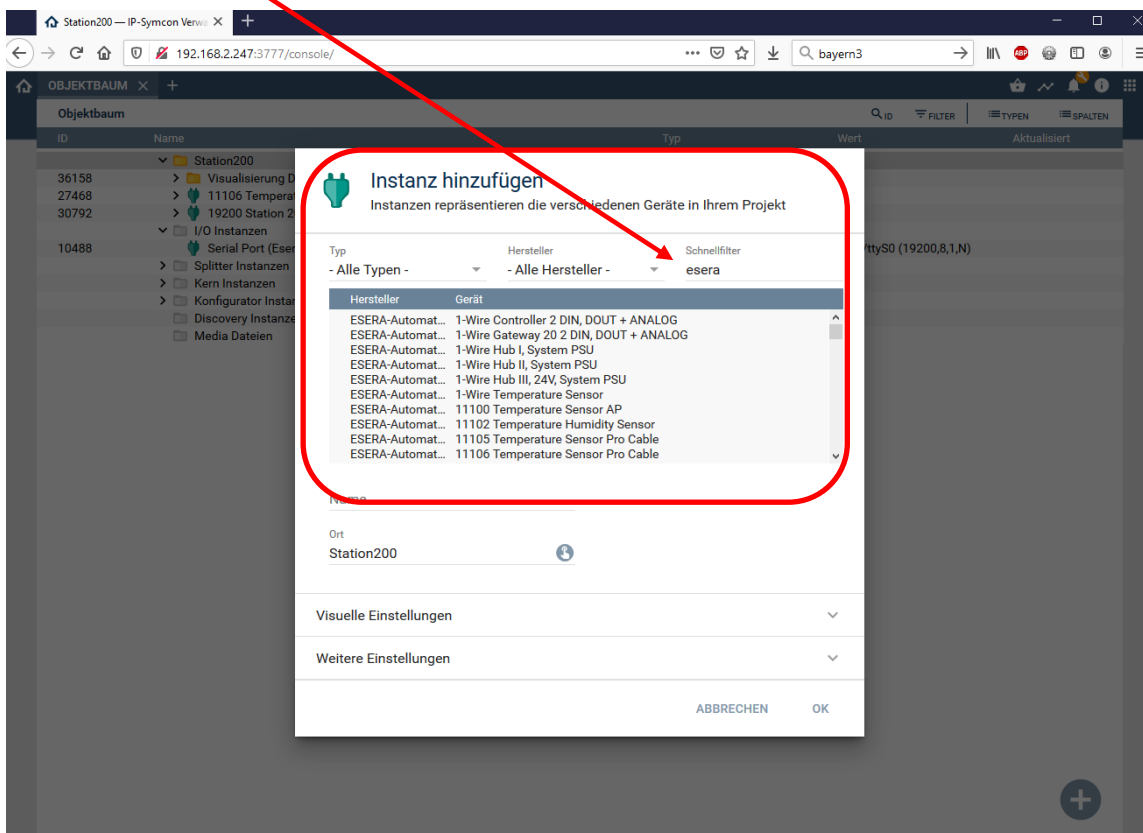 Station200 — IP-Symcon Verwa
192.168.2.247:3777/console/
bayern3
ABP
OBJEKTBAUM
Objektbaum
ID
FILTER
TYPEN
SPALTEN
ID Name Typ Wert Aktualisiert
Station200
36158 Visualisierung D
27468 11106 Tempera
30792 19200 Station 2
I/O Instanzen
10488 Serial Port (Eser /ttyS0 (19200,8,1,N)
Splitter Instanzen
Kern Instanzen
Konfigurator Instan
Discovery Instanze
Media Dateien
Instanz hinzufügen
Instanzen repräsentieren die verschiedenen Geräte in Ihrem Projekt
Typ Hersteller Schnellfilter
- Alle Typen - - Alle Hersteller - esera
Hersteller Gerät
ESERA-Automat... 1-Wire Controller 2 DIN, DOUT + ANALOG
ESERA-Automat... 1-Wire Gateway 20 2 DIN, DOUT + ANALOG
ESERA-Automat... 1-Wire Hub I, System PSU
ESERA-Automat... 1-Wire Hub II, System PSU
ESERA-Automat... 1-Wire Hub III, 24V, System PSU
ESERA-Automat... 1-Wire Temperature Sensor
ESERA-Automat... 11100 Temperature Sensor AP
ESERA-Automat... 11102 Temperature Humidity Sensor
ESERA-Automat... 11105 Temperature Sensor Pro Cable
ESERA-Automat... 11106 Temperature Sensor Pro Cable
Name
Ort
Station200
Visuelle Einstellungen
Weitere Einstellungen
ABBRECHEN OK